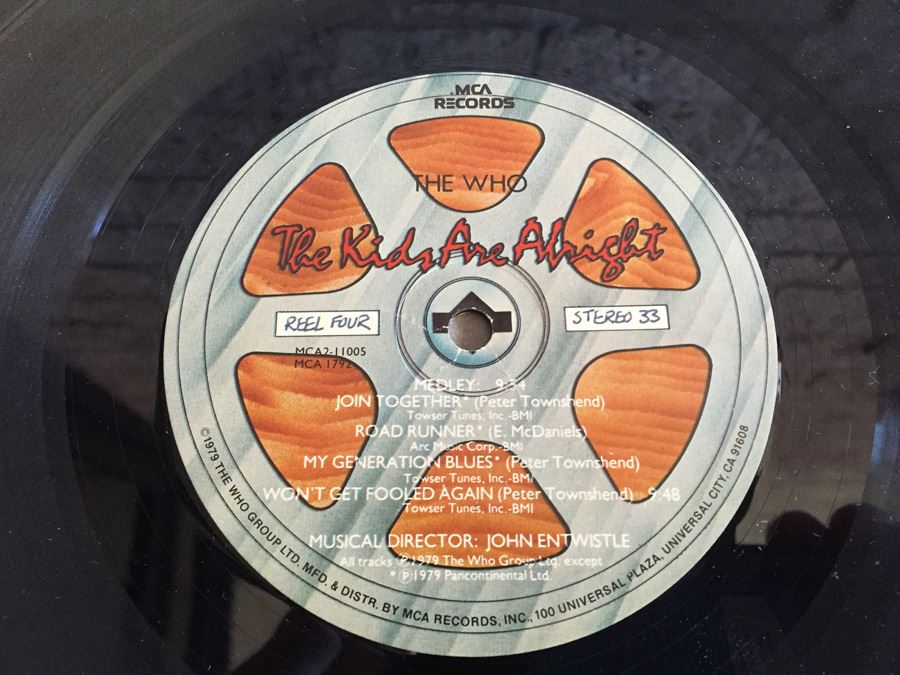 MCA
RECORDS
THE WHO
The Kids Are Alright
REEL FOUR
STEREO 33
MCA2-11005
MCA 1792
MEDLEY: 9:54
JOIN TOGETHER* (Peter Townshend)
Towser Tunes, Inc.-BMI
ROAD RUNNER* (E. McDaniels)
Arc Music Corp.-BMI
MY GENERATION BLUES* (Peter Townshend)
Towser Tunes, Inc.-BMI
WON'T GET FOOLED AGAIN (Peter Townshend) 9:48
Towser Tunes, Inc.-BMI
MUSICAL DIRECTOR: JOHN ENTWISTLE
All tracks ℗1979 The Who Group Ltd. except
* ℗1979 Pancontinental Ltd.
©1979 THE WHO GROUP LTD. MFD. & DISTR. BY MCA RECORDS, INC., 100 UNIVERSAL PLAZA, UNIVERSAL CITY, CA 91608